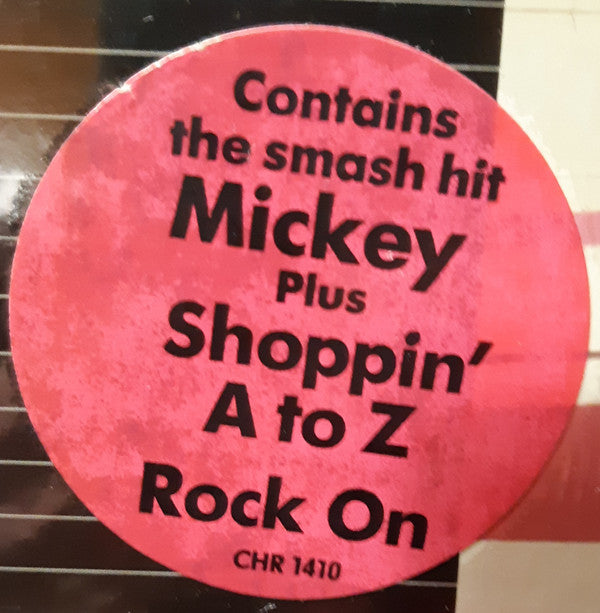 Contains
the smash hit
Mickey
Plus
Shoppin'
A to Z
Rock On
CHR 1410